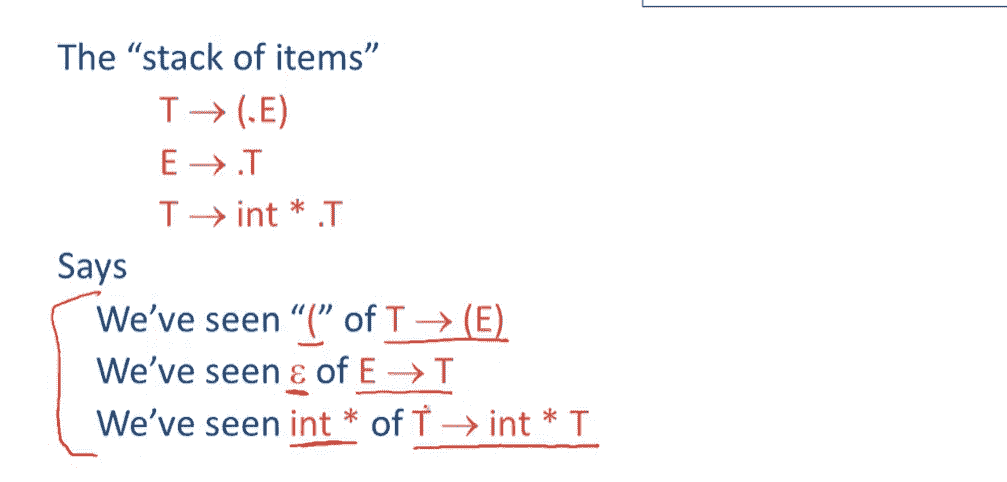 The “stack of items”
T → (.E)
E → .T
T → int * .T
Says
We’ve seen “(” of T → (E)
We’ve seen ε of E → T
We’ve seen int * of T → int * T